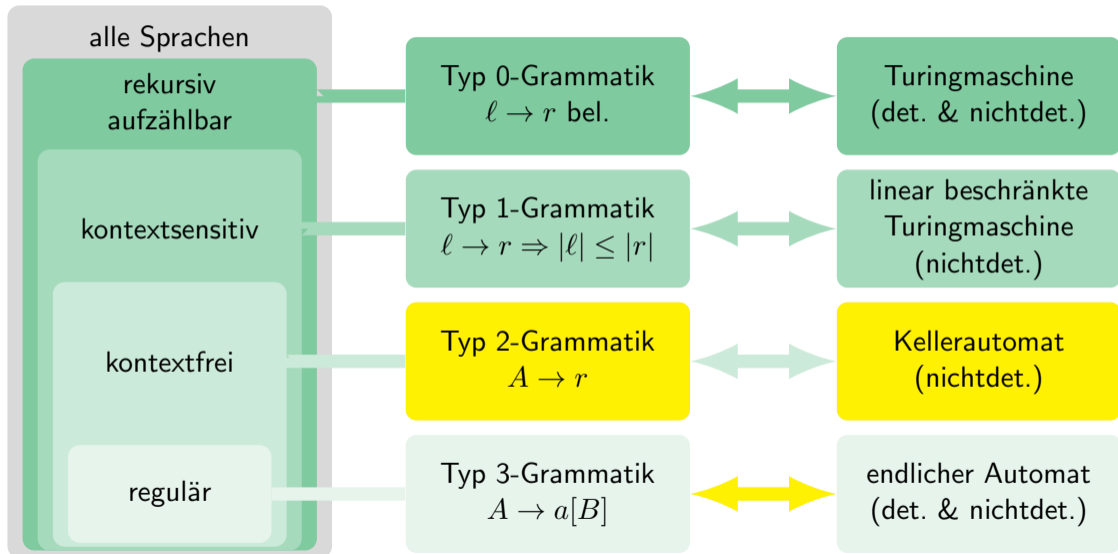 alle Sprachen
rekursiv
aufzählbar
kontextsensitiv
kontextfrei
regulär
Typ 0-Grammatik
ℓ → r bel.
Turingmaschine
(det. & nichtdet.)
Typ 1-Grammatik
ℓ → r ⇒ |ℓ| ≤ |r|
linear beschränkte
Turingmaschine
(nichtdet.)
Typ 2-Grammatik
A → r
Kellerautomat
(nichtdet.)
Typ 3-Grammatik
A → a[B]
endlicher Automat
(det. & nichtdet.)